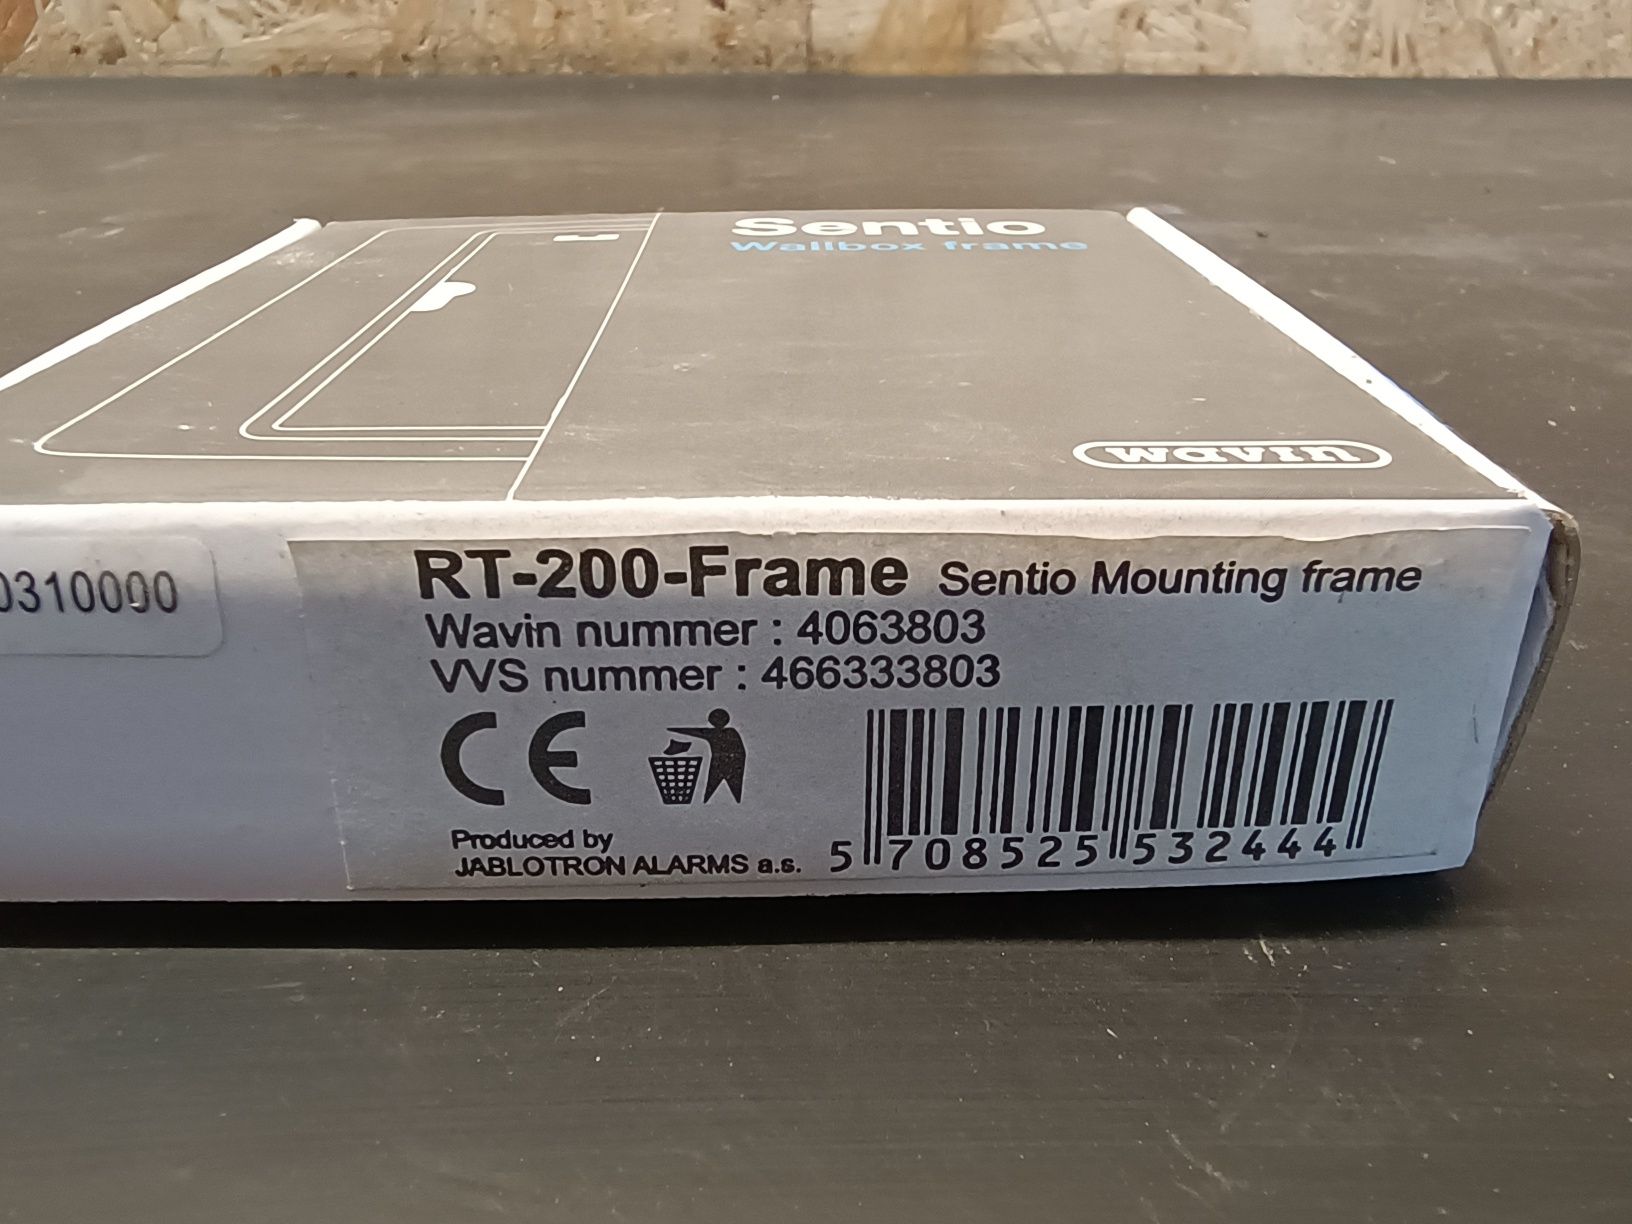 Sentio
Wallbox frame
wavin
0310000
RT-200-Frame Sentio Mounting frame
Wavin nummer : 4063803
VVS nummer : 466333803
CE
Produced by
JABLOTRON ALARMS a.s.
5 708525 532444